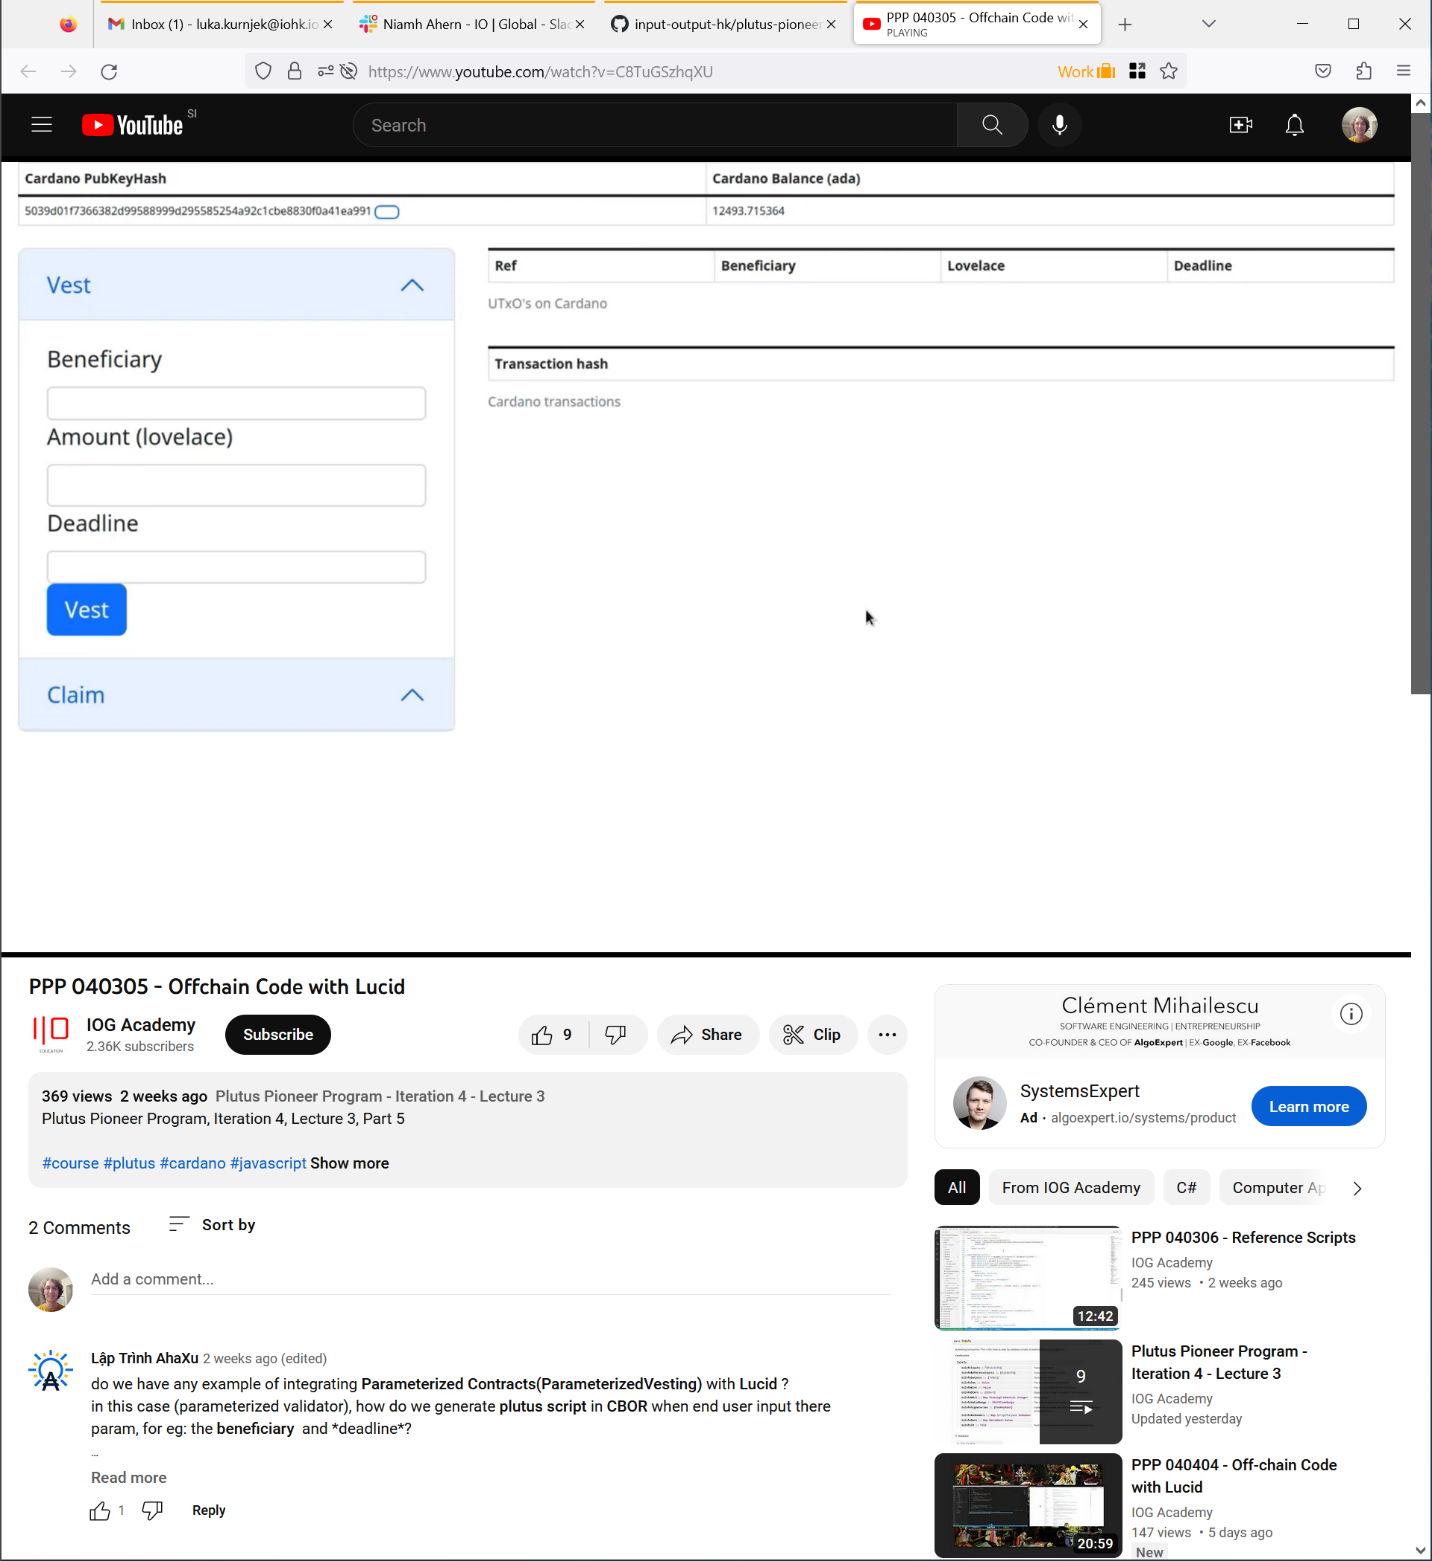 Inbox (1) - luka.kurnjek@iohk.io
Niamh Ahern - IO | Global - Slac
input-output-hk/plutus-pioneer
PPP 040305 - Offchain Code wit
PLAYING
https://www.youtube.com/watch?v=C8TuGSzhqXU
Work
YouTube SI
Search
Cardano PubKeyHash
Cardano Balance (ada)
5039d01f7366382d99588999d295585254a92c1cbe8830f0a41ea991
12493.715364
Vest
Ref
Beneficiary
Lovelace
Deadline
UTxO's on Cardano
Beneficiary
Transaction hash
Cardano transactions
Amount (lovelace)
Deadline
Vest
Claim
PPP 040305 - Offchain Code with Lucid
IOG Academy
2.36K subscribers
Subscribe
9
Share
Clip
EDUCATION
369 views 2 weeks ago Plutus Pioneer Program - Iteration 4 - Lecture 3
Plutus Pioneer Program, Iteration 4, Lecture 3, Part 5
#course #plutus #cardano #javascript Show more
2 Comments
Sort by
Add a comment...
Lập Trình AhaXu 2 weeks ago (edited)
do we have any example of integrating Parameterized Contracts(ParameterizedVesting) with Lucid ?
in this case (parameterized validator), how do we generate plutus script in CBOR when end user input there
param, for eg: the beneficiary and *deadline*?
...
Read more
1
Reply
Clément Mihailescu
SOFTWARE ENGINEERING | ENTREPRENEURSHIP
CO-FOUNDER & CEO OF AlgoExpert | EX-Google, EX-Facebook
SystemsExpert
Ad · algoexpert.io/systems/product
Learn more
All
From IOG Academy
C#
Computer Ap
PPP 040306 - Reference Scripts
IOG Academy
245 views • 2 weeks ago
12:42
Plutus Pioneer Program -
Iteration 4 - Lecture 3
IOG Academy
Updated yesterday
9
PPP 040404 - Off-chain Code
with Lucid
IOG Academy
147 views • 5 days ago
New
20:59